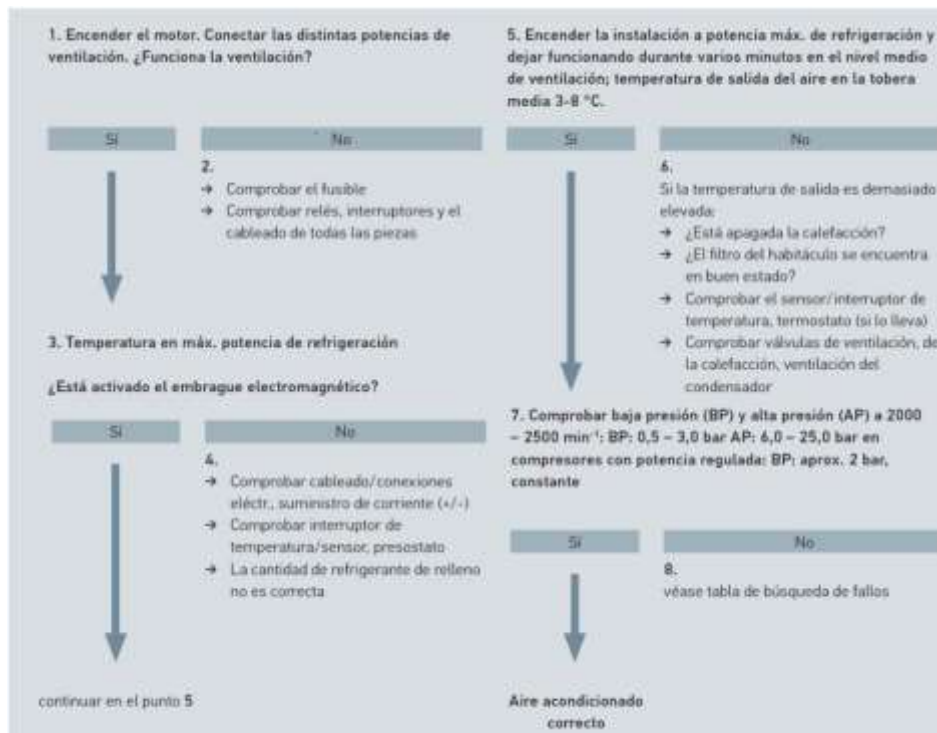 1. Encender el motor. Conectar las distintas potencias de
ventilación. ¿Funciona la ventilación?
Sí
No
2.
→ Comprobar el fusible
→ Comprobar relés, interruptores y el
cableado de todas las piezas
3. Temperatura en máx. potencia de refrigeración
¿Está activado el embrague electromagnético?
Sí
No
4.
→ Comprobar cableado/conexiones
eléctr., suministro de corriente (+/-)
→ Comprobar interruptor de
temperatura/sensor, presostato
→ La cantidad de refrigerante de relleno
no es correcta
continuar en el punto 5
5. Encender la instalación a potencia máx. de refrigeración y
dejar funcionando durante varios minutos en el nivel medio
de ventilación; temperatura de salida del aire en la tobera
media 3-8 °C.
Sí
No
6.
Si la temperatura de salida es demasiado
elevada:
→ ¿Está apagada la calefacción?
→ ¿El filtro del habitáculo se encuentra
en buen estado?
→ Comprobar el sensor/interruptor de
temperatura, termostato (si lo lleva)
→ Comprobar válvulas de ventilación, de
la calefacción, ventilación del
condensador
7. Comprobar baja presión (BP) y alta presión (AP) a 2000
– 2500 min⁻¹: BP: 0,5 – 3,0 bar AP: 6,0 – 25,0 bar en
compresores con potencia regulada: BP: aprox. 2 bar,
constante
Sí
No
8.
véase tabla de búsqueda de fallos
Aire acondicionado
correcto